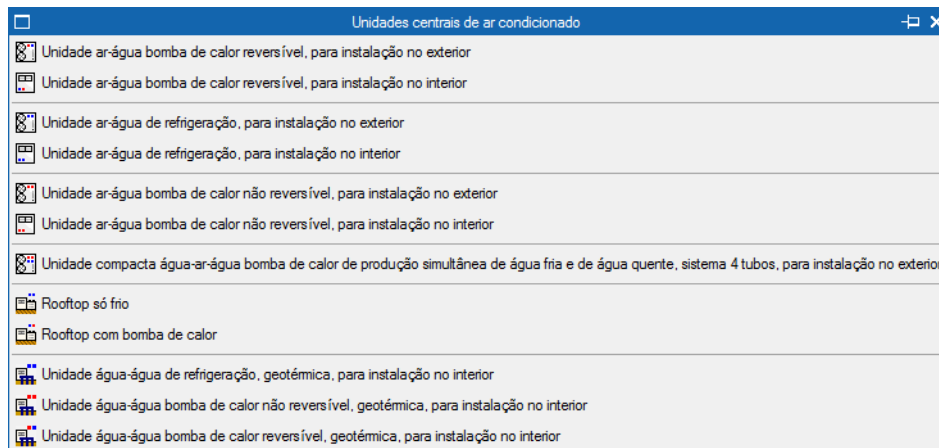 Unidades centrais de ar condicionado
Unidade ar-água bomba de calor reversível, para instalação no exterior
Unidade ar-água bomba de calor reversível, para instalação no interior
Unidade ar-água de refrigeração, para instalação no exterior
Unidade ar-água de refrigeração, para instalação no interior
Unidade ar-água bomba de calor não reversível, para instalação no exterior
Unidade ar-água bomba de calor não reversível, para instalação no interior
Unidade compacta água-ar-água bomba de calor de produção simultânea de água fria e de água quente, sistema 4 tubos, para instalação no exterior
Rooftop só frio
Rooftop com bomba de calor
Unidade água-água de refrigeração, geotérmica, para instalação no interior
Unidade água-água bomba de calor não reversível, geotérmica, para instalação no interior
Unidade água-água bomba de calor reversível, geotérmica, para instalação no interior